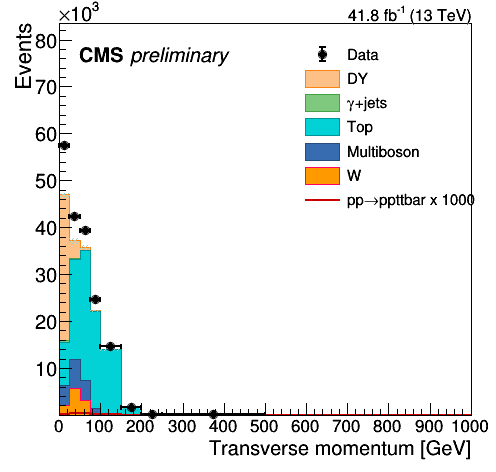 ×10³
41.8 fb⁻¹ (13 TeV)
Events
CMS preliminary
Data
DY
γ+jets
Top
Multiboson
W
pp→ppttbar x 1000
80
70
60
50
40
30
20
10
0 100 200 300 400 500 600 700 800 900 1000
Transverse momentum [GeV]